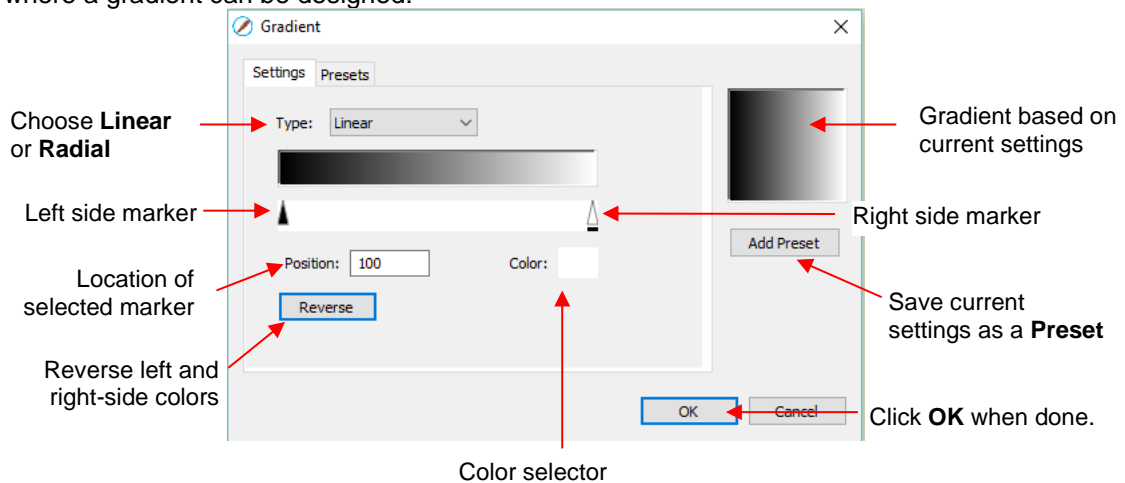 where a gradient can be designed.
Gradient
Settings Presets
Choose Linear
or Radial
Type: Linear
Gradient based on
current settings
Left side marker
Right side marker
Add Preset
Location of
selected marker
Position: 100 Color:
Reverse
Save current
settings as a Preset
Reverse left and
right-side colors
OK Cancel
Click OK when done.
Color selector